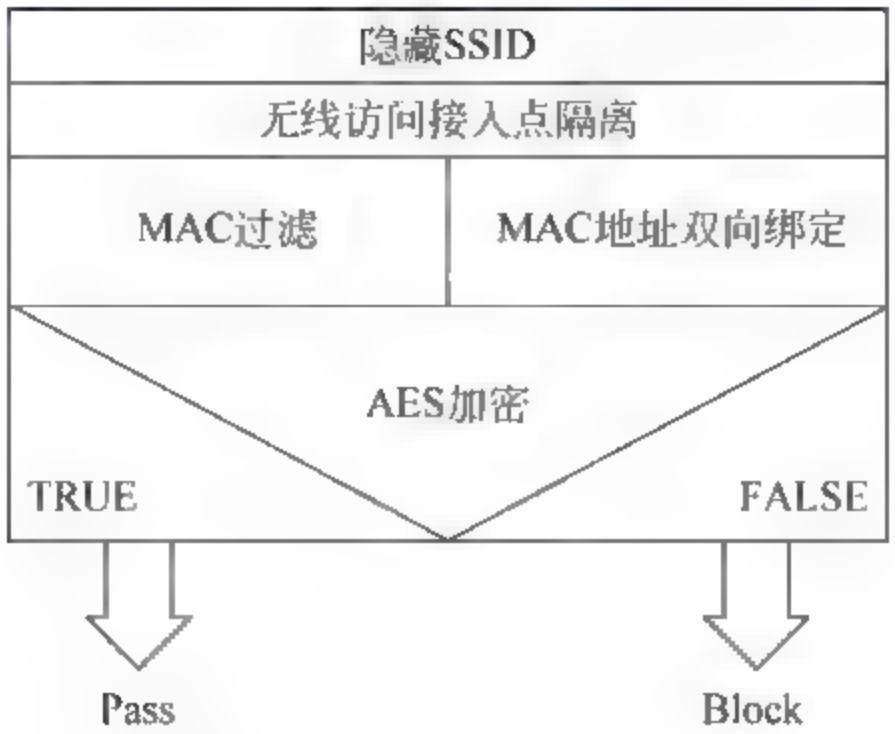 隐藏SSID
无线访问接入点隔离
MAC过滤
MAC地址双向绑定
AES加密
TRUE
FALSE
Pass
Block